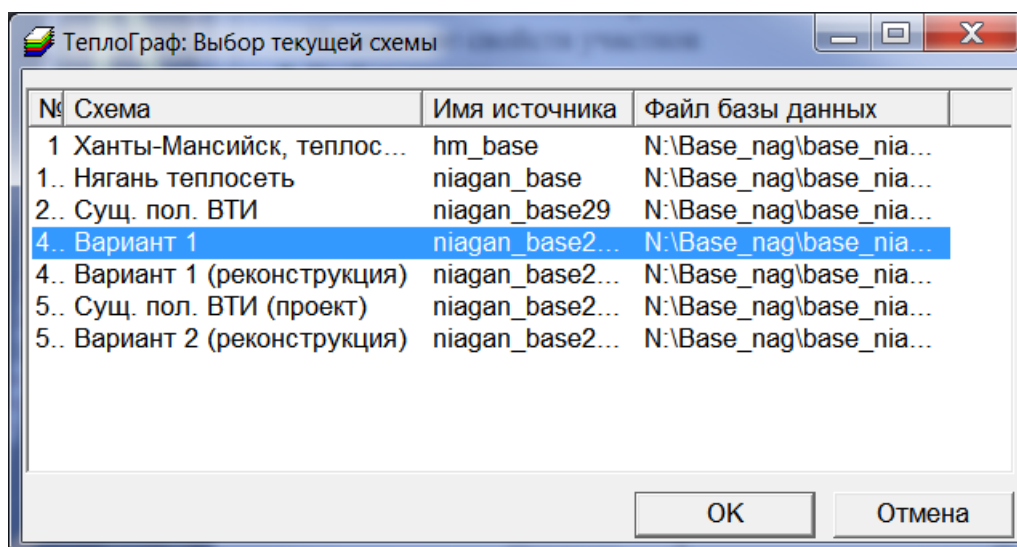 ТеплоГраф: Выбор текущей схемы
№ Схема Имя источника Файл базы данных
1 Ханты-Мансийск, теплос... hm_base N:\Base_nag\base_nia...
1.. Нягань теплосеть niagan_base N:\Base_nag\base_nia...
2.. Сущ. пол. ВТИ niagan_base29 N:\Base_nag\base_nia...
4.. Вариант 1 niagan_base2... N:\Base_nag\base_nia...
4.. Вариант 1 (реконструкция) niagan_base2... N:\Base_nag\base_nia...
5.. Сущ. пол. ВТИ (проект) niagan_base2... N:\Base_nag\base_nia...
5.. Вариант 2 (реконструкция) niagan_base2... N:\Base_nag\base_nia...
OK Отмена